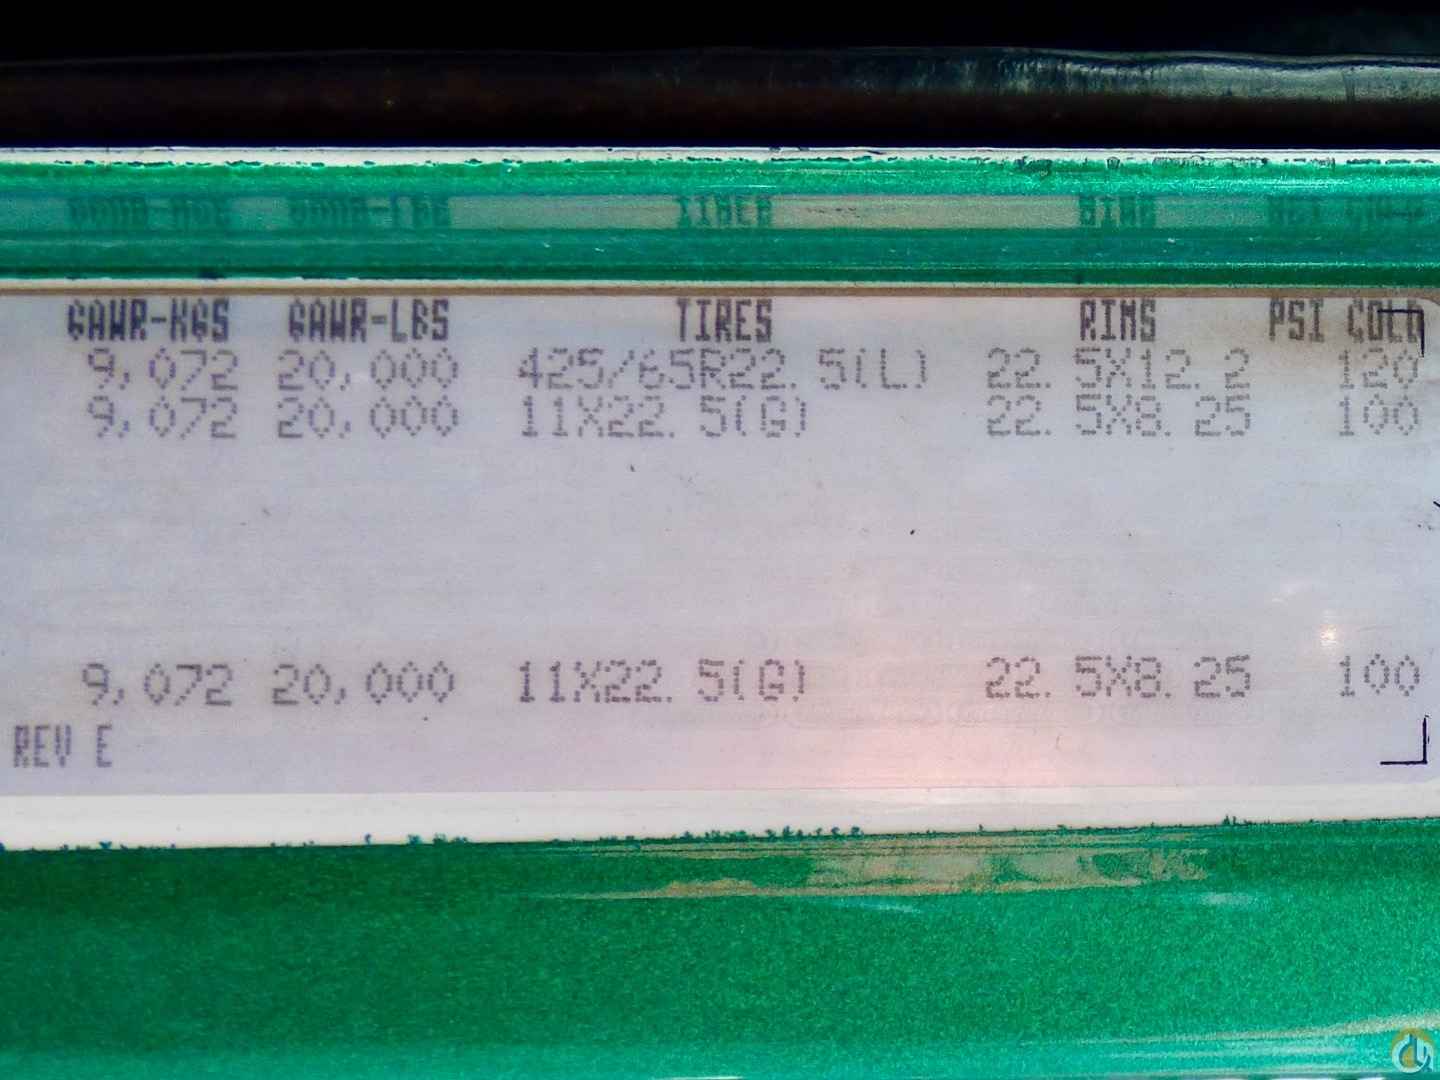 GAWR-KGS GAWR-LBS TIRES RIMS PSI COLD
9,072 20,000 425/65R22.5(L) 22.5X12.2 120
9,072 20,000 11X22.5(G) 22.5X8.25 100
9,072 20,000 11X22.5(G) 22.5X8.25 100
REV E